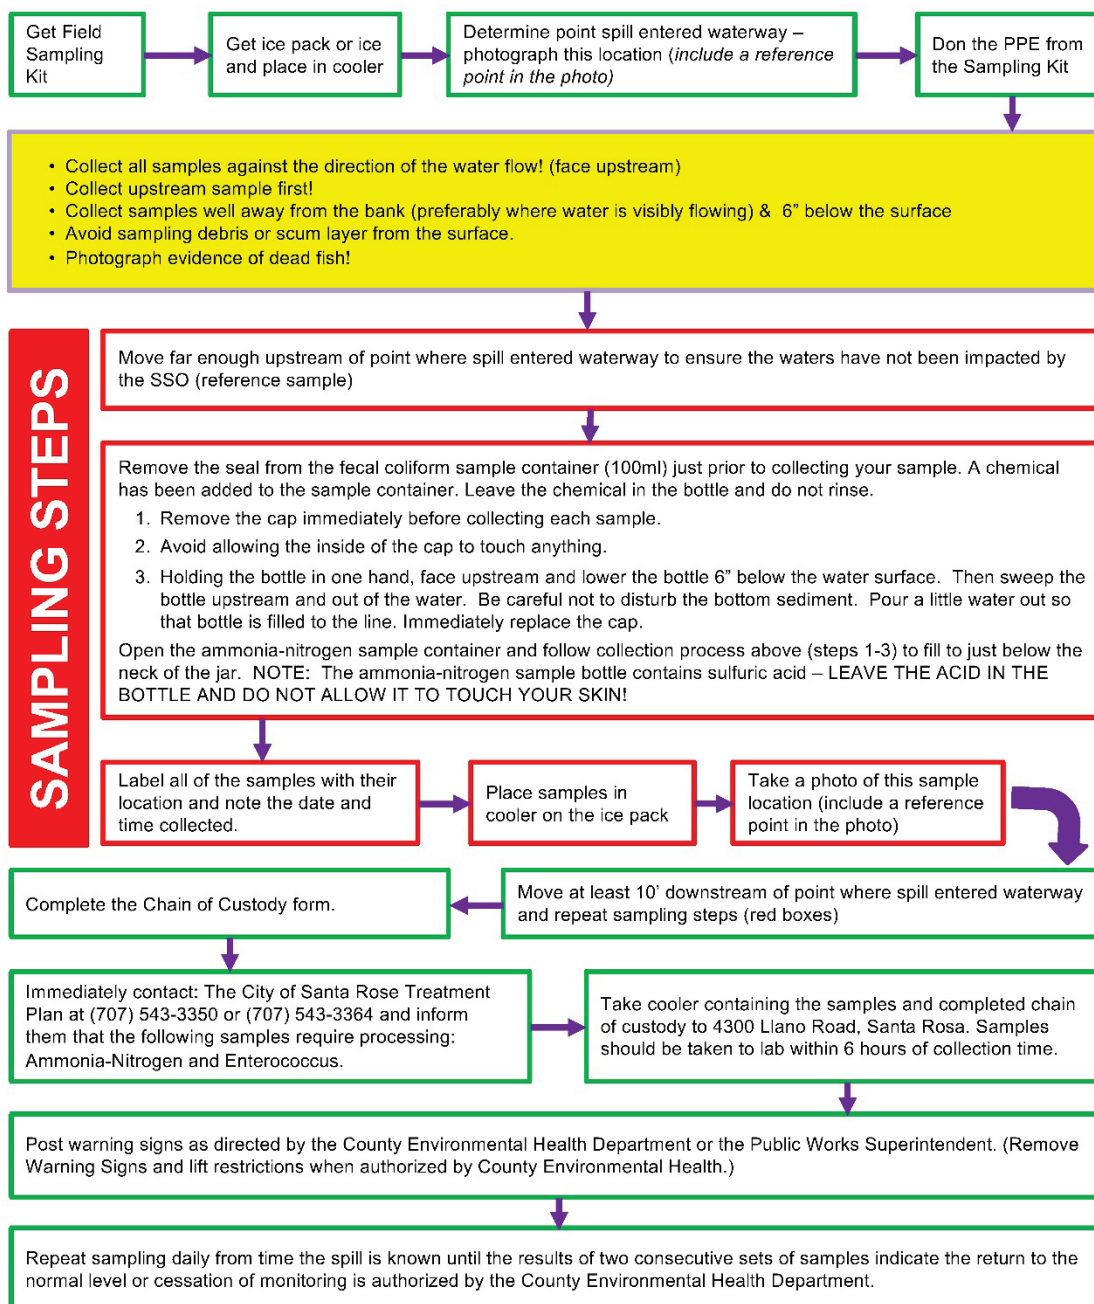 Get Field
Sampling
Kit
Get ice pack or ice
and place in cooler
Determine point spill entered waterway –
photograph this location (include a reference
point in the photo)
Don the PPE from
the Sampling Kit
• Collect all samples against the direction of the water flow! (face upstream)
• Collect upstream sample first!
• Collect samples well away from the bank (preferably where water is visibly flowing) & 6” below the surface
• Avoid sampling debris or scum layer from the surface.
• Photograph evidence of dead fish!
SAMPLING STEPS
Move far enough upstream of point where spill entered waterway to ensure the waters have not been impacted by
the SSO (reference sample)
Remove the seal from the fecal coliform sample container (100ml) just prior to collecting your sample. A chemical
has been added to the sample container. Leave the chemical in the bottle and do not rinse.
1. Remove the cap immediately before collecting each sample.
2. Avoid allowing the inside of the cap to touch anything.
3. Holding the bottle in one hand, face upstream and lower the bottle 6” below the water surface. Then sweep the
bottle upstream and out of the water. Be careful not to disturb the bottom sediment. Pour a little water out so
that bottle is filled to the line. Immediately replace the cap.
Open the ammonia-nitrogen sample container and follow collection process above (steps 1-3) to fill to just below the
neck of the jar. NOTE: The ammonia-nitrogen sample bottle contains sulfuric acid – LEAVE THE ACID IN THE
BOTTLE AND DO NOT ALLOW IT TO TOUCH YOUR SKIN!
Label all of the samples with their
location and note the date and
time collected.
Place samples in
cooler on the ice pack
Take a photo of this sample
location (include a reference
point in the photo)
Move at least 10’ downstream of point where spill entered waterway
and repeat sampling steps (red boxes)
Complete the Chain of Custody form.
Immediately contact: The City of Santa Rose Treatment
Plan at (707) 543-3350 or (707) 543-3364 and inform
them that the following samples require processing:
Ammonia-Nitrogen and Enterococcus.
Take cooler containing the samples and completed chain
of custody to 4300 Llano Road, Santa Rosa. Samples
should be taken to lab within 6 hours of collection time.
Post warning signs as directed by the County Environmental Health Department or the Public Works Superintendent. (Remove
Warning Signs and lift restrictions when authorized by County Environmental Health.)
Repeat sampling daily from time the spill is known until the results of two consecutive sets of samples indicate the return to the
normal level or cessation of monitoring is authorized by the County Environmental Health Department.